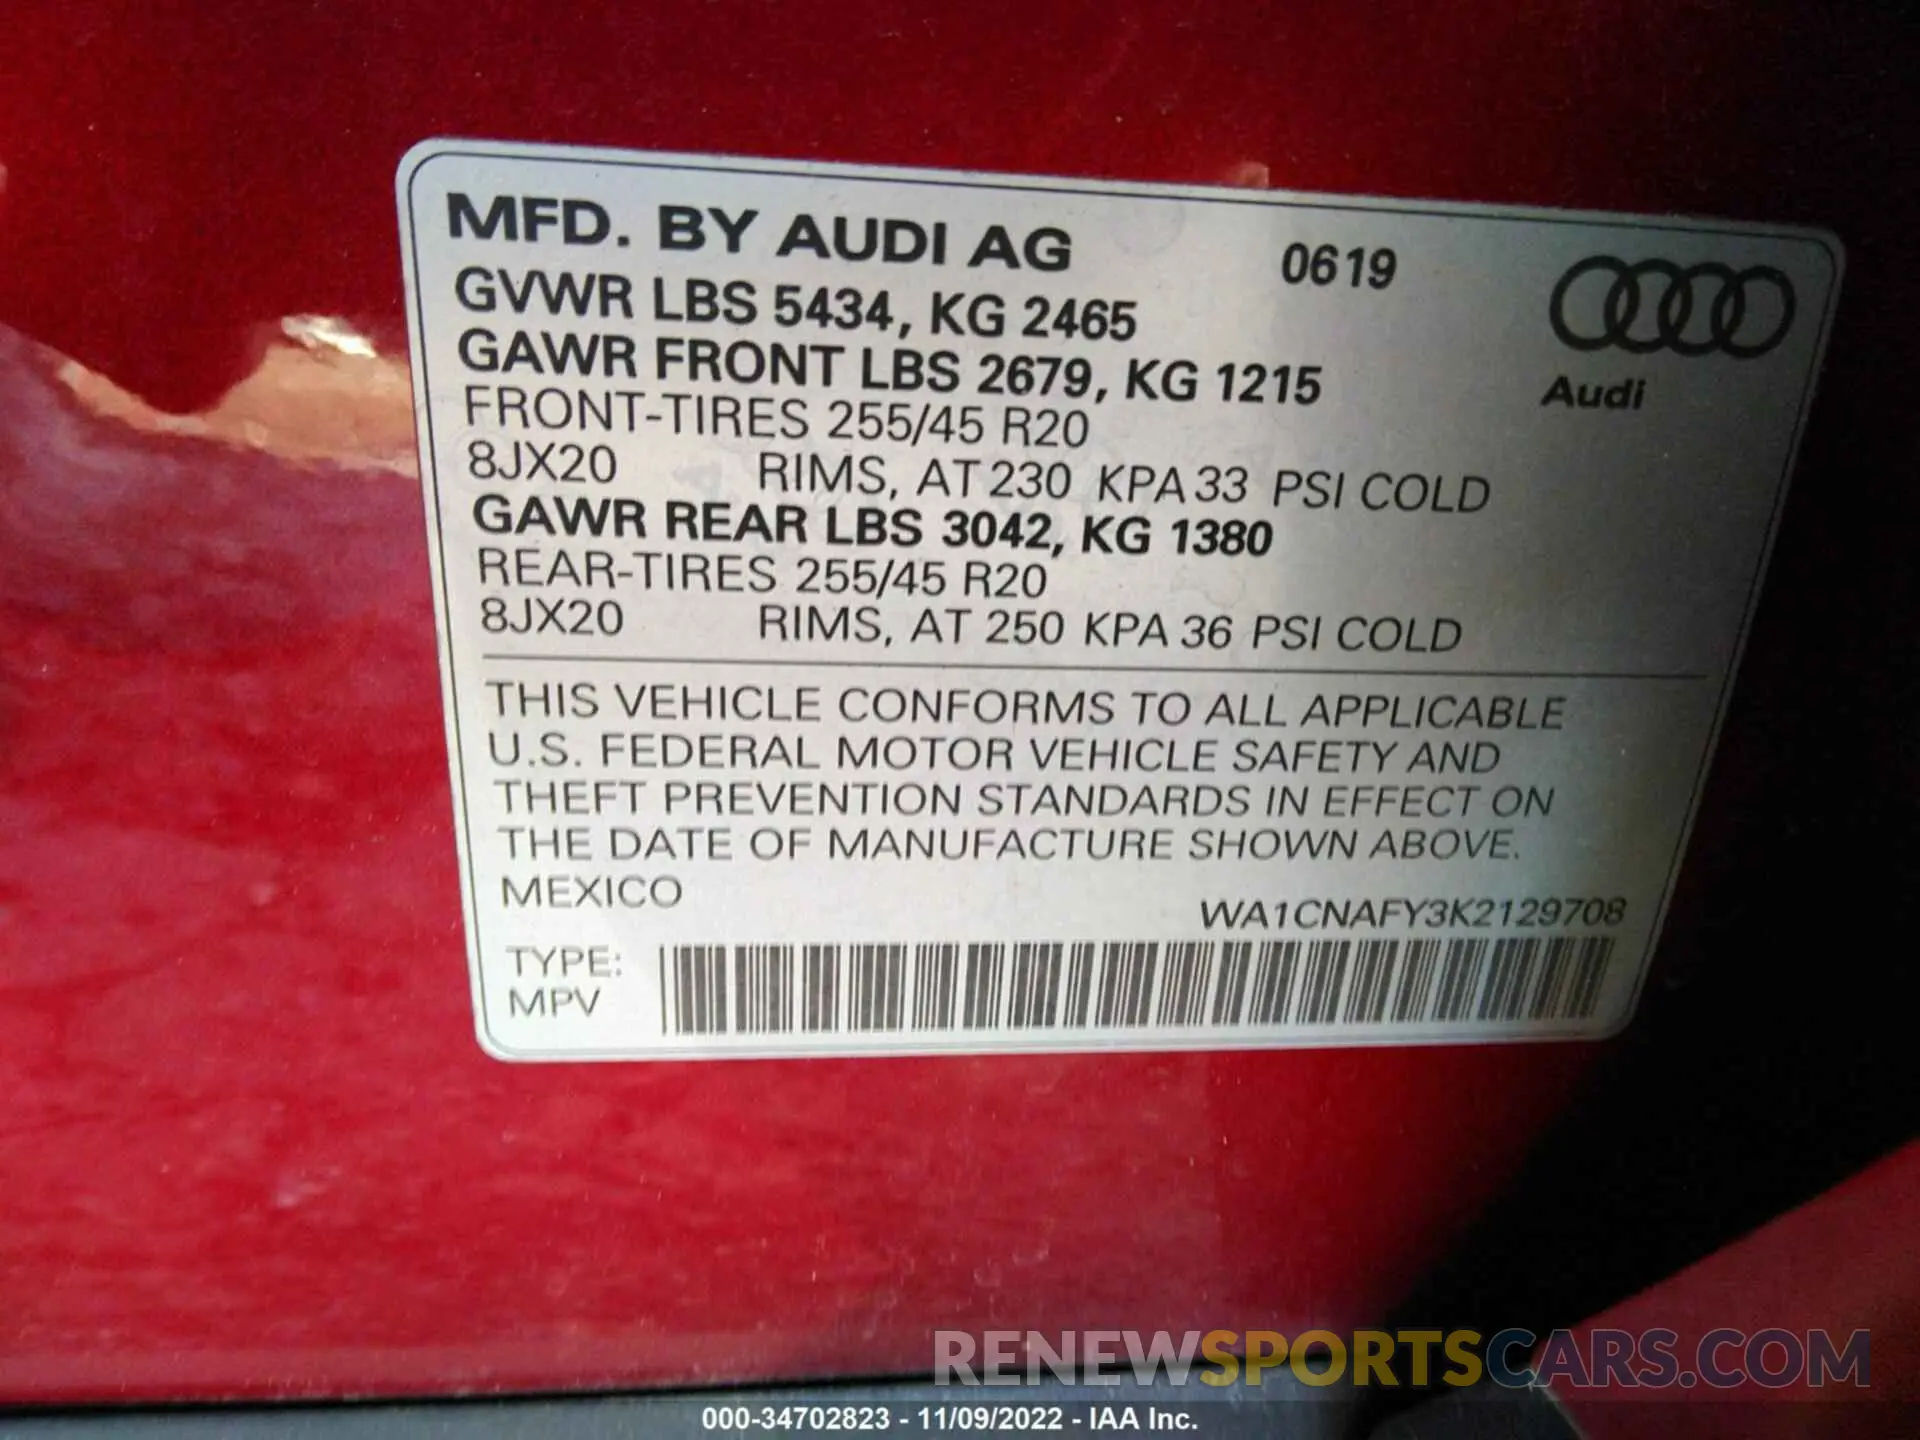 MFD. BY AUDI AG 0619
GVWR LBS 5434, KG 2465
GAWR FRONT LBS 2679, KG 1215
Audi
FRONT-TIRES 255/45 R20
8JX20 RIMS, AT 230 KPA 33 PSI COLD
GAWR REAR LBS 3042, KG 1380
REAR-TIRES 255/45 R20
8JX20 RIMS, AT 250 KPA 36 PSI COLD
THIS VEHICLE CONFORMS TO ALL APPLICABLE
U.S. FEDERAL MOTOR VEHICLE SAFETY AND
THEFT PREVENTION STANDARDS IN EFFECT ON
THE DATE OF MANUFACTURE SHOWN ABOVE.
MEXICO
WA1CNAFY3K2129708
TYPE:
MPV
RENEWSPORTSCARS.COM
000-34702823 - 11/09/2022 - IAA Inc.